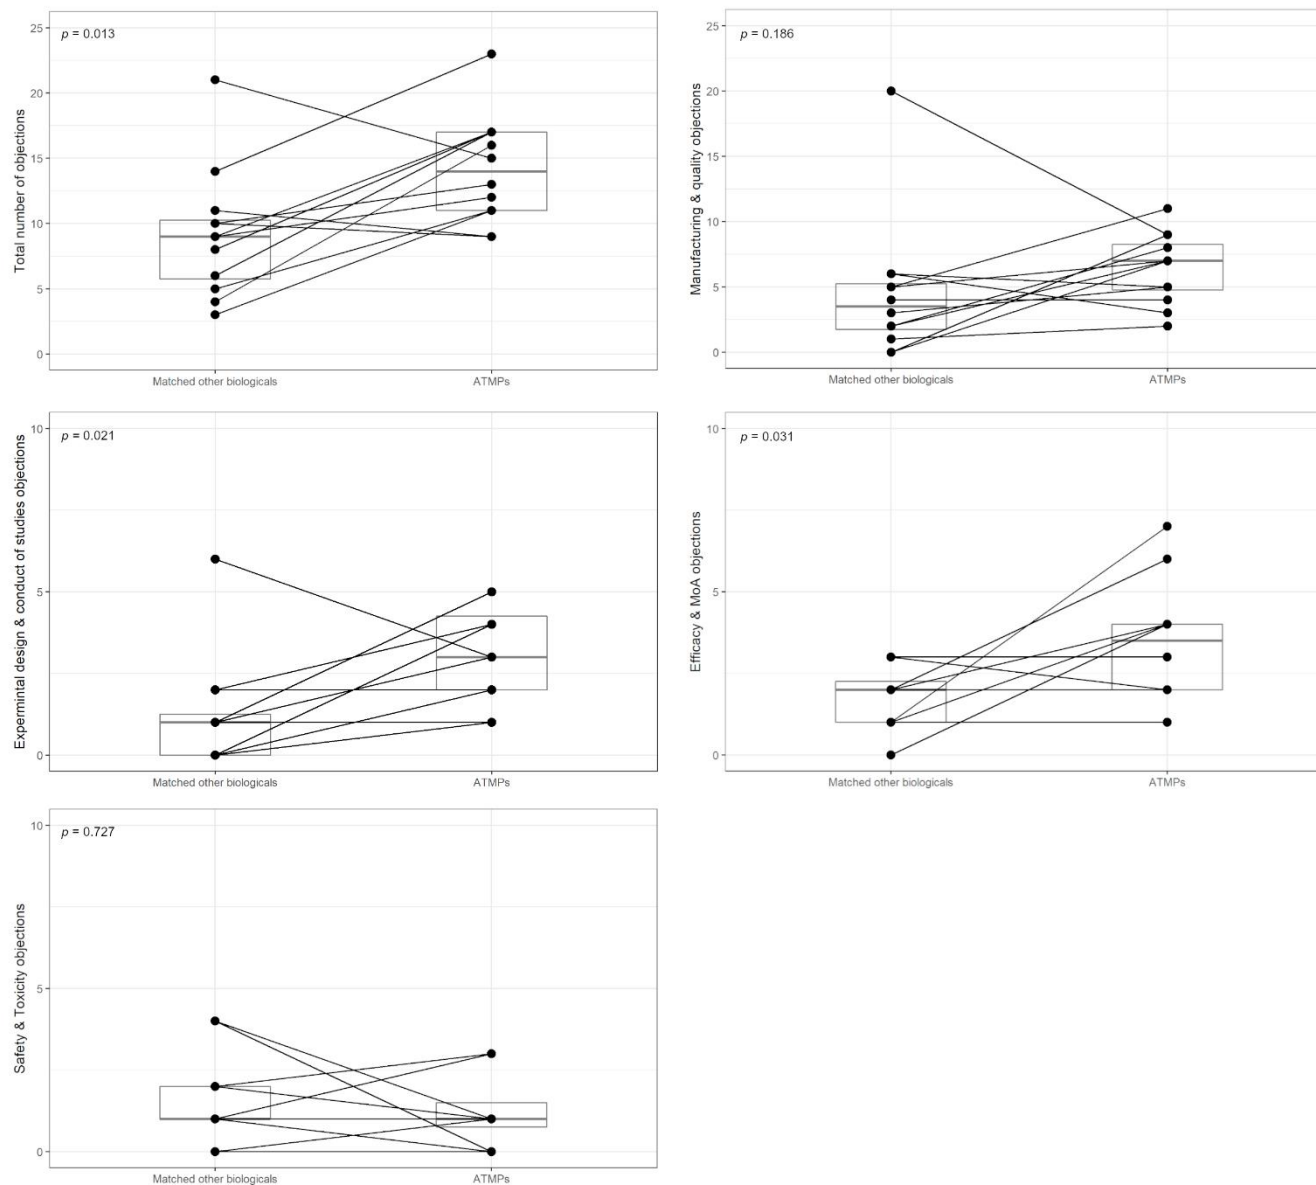 p = 0.013
Total number of objections
25
20
15
10
5
0
Matched other biologicals
ATMPs
p = 0.186
Manufacturing & quality objections
25
20
15
10
5
0
Matched other biologicals
ATMPs
p = 0.021
Expermintal design & conduct of studies objections
10
5
0
Matched other biologicals
ATMPs
p = 0.031
Efficacy & MoA objections
10
5
0
Matched other biologicals
ATMPs
p = 0.727
Safety & Toxicity objections
10
5
0
Matched other biologicals
ATMPs